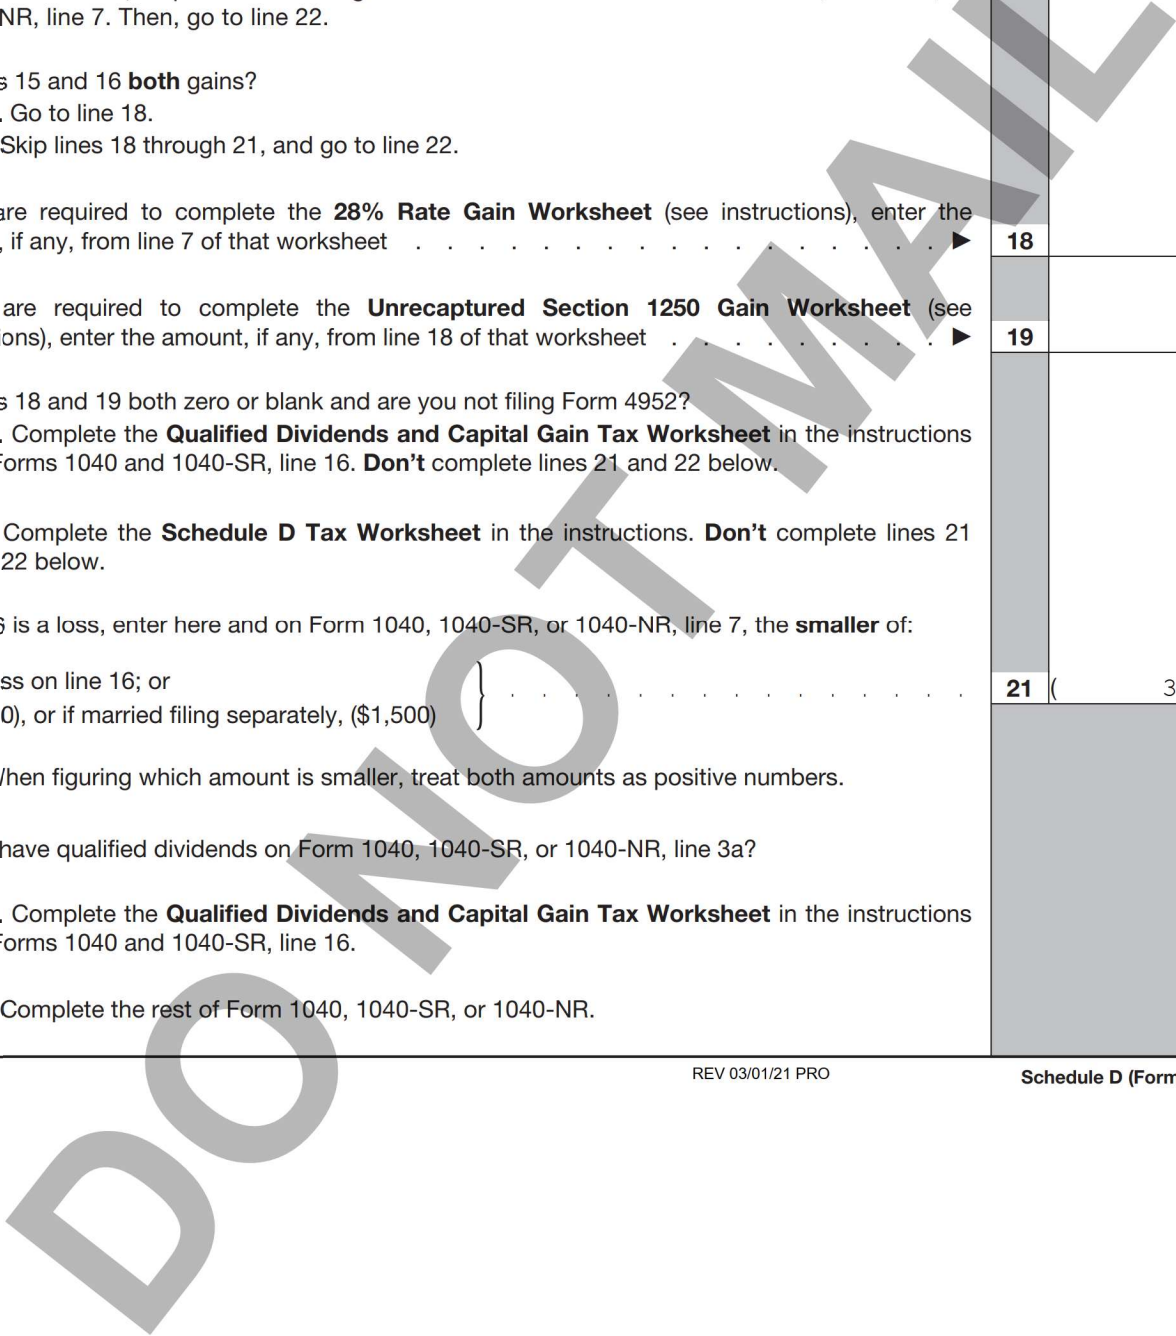 NR, line 7. Then, go to line 22.
s 15 and 16 both gains?
. Go to line 18.
Skip lines 18 through 21, and go to line 22.
are required to complete the 28% Rate Gain Worksheet (see instructions), enter the
, if any, from line 7 of that worksheet . . . . . . . . . . . . . . . . . ▶ 18
are required to complete the Unrecaptured Section 1250 Gain Worksheet (see
ions), enter the amount, if any, from line 18 of that worksheet . . . . . . . . . ▶ 19
s 18 and 19 both zero or blank and are you not filing Form 4952?
. Complete the Qualified Dividends and Capital Gain Tax Worksheet in the instructions
Forms 1040 and 1040-SR, line 16. Don't complete lines 21 and 22 below.
Complete the Schedule D Tax Worksheet in the instructions. Don't complete lines 21
22 below.
6 is a loss, enter here and on Form 1040, 1040-SR, or 1040-NR, line 7, the smaller of:
ss on line 16; or
0), or if married filing separately, ($1,500) } . . . . . . . . . . . . . . . 21 ( 3
When figuring which amount is smaller, treat both amounts as positive numbers.
have qualified dividends on Form 1040, 1040-SR, or 1040-NR, line 3a?
. Complete the Qualified Dividends and Capital Gain Tax Worksheet in the instructions
Forms 1040 and 1040-SR, line 16.
Complete the rest of Form 1040, 1040-SR, or 1040-NR.
REV 03/01/21 PRO Schedule D (Form
DO NOT MAIL